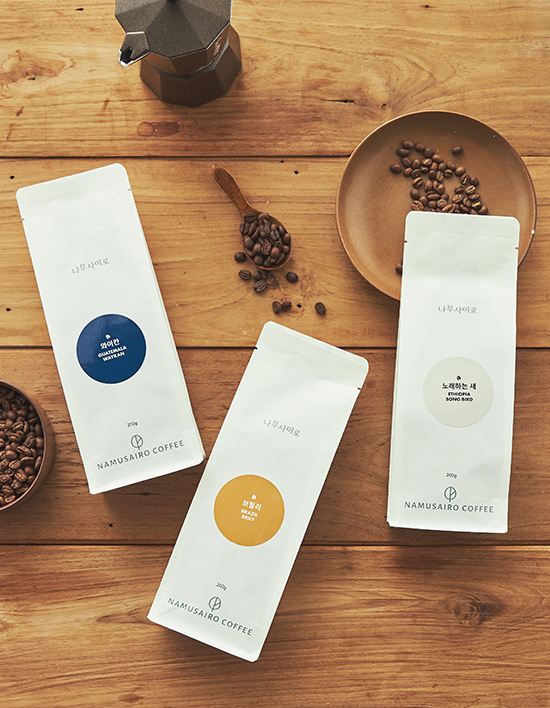 나무사이로
와이칸
GUATEMALA
WAYKAN
200g
NAMUSAIRO COFFEE
나무사이로
브릴리
BRAZIL
BRILY
200g
NAMUSAIRO COFFEE
나무사이로
노래하는 새
ETHIOPIA
SONG BIRD
200g
NAMUSAIRO COFFEE